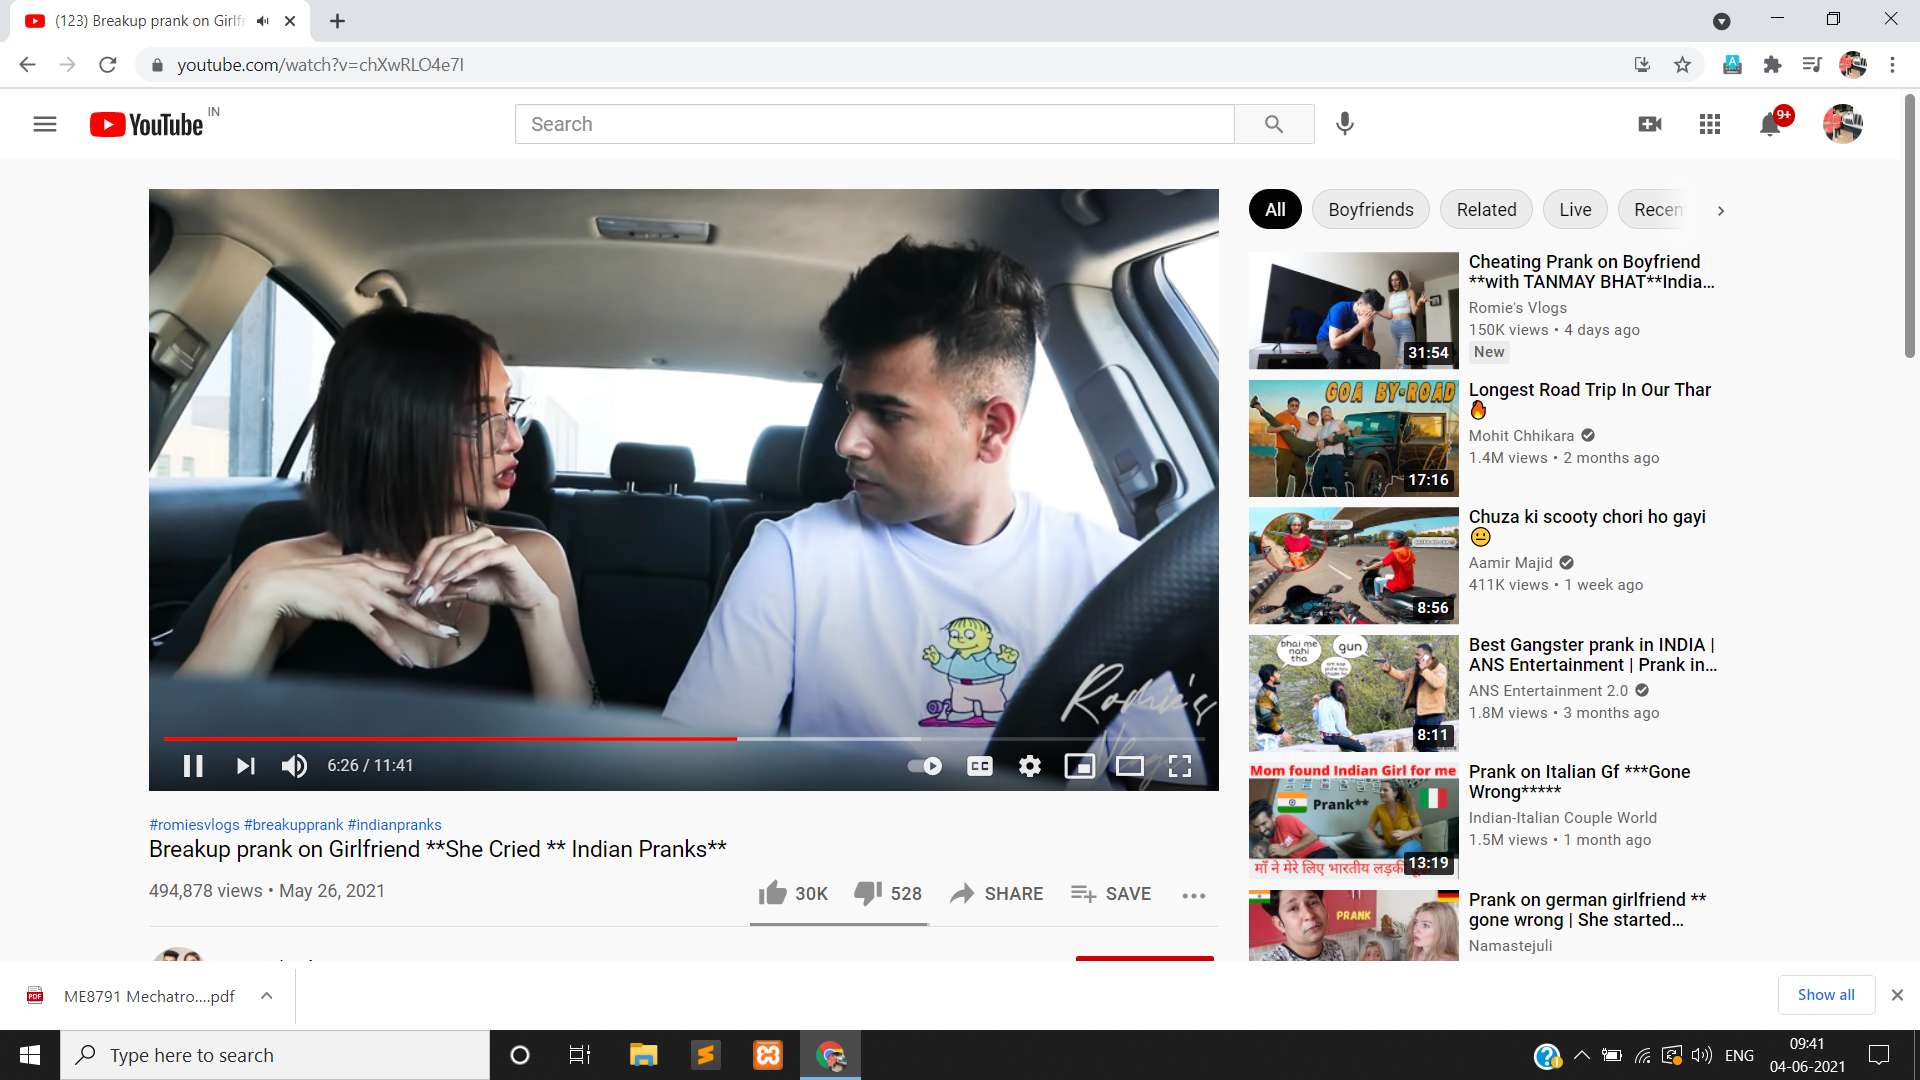 (123) Breakup prank on Girlf
youtube.com/watch?v=chXwRLO4e7I
YouTube IN
Search
9+
All
Boyfriends
Related
Live
Recen
Romie's
6:26 / 11:41
CC
#romiesvlogs #breakupprank #indianpranks
Breakup prank on Girlfriend **She Cried ** Indian Pranks**
494,878 views • May 26, 2021
30K
528
SHARE
SAVE
31:54
Cheating Prank on Boyfriend
**with TANMAY BHAT**India...
Romie's Vlogs
150K views • 4 days ago
New
GOA BY-ROAD
17:16
Longest Road Trip In Our Thar
🔥
Mohit Chhikara
1.4M views • 2 months ago
8:56
Chuza ki scooty chori ho gayi
😐
Aamir Majid
411K views • 1 week ago
bhai me
nahi
tha
gun
8:11
Best Gangster prank in INDIA |
ANS Entertainment | Prank in...
ANS Entertainment 2.0
1.8M views • 3 months ago
Mom found Indian Girl for me
Prank**
माँ ने मेरे लिए भारतीय लड़की
13:19
Prank on Italian Gf ***Gone
Wrong*****
Indian-Italian Couple World
1.5M views • 1 month ago
PRANK
Prank on german girlfriend **
gone wrong | She started...
Namastejuli
PDF
ME8791 Mechatro....pdf
Show all
Type here to search
ENG
09:41
04-06-2021